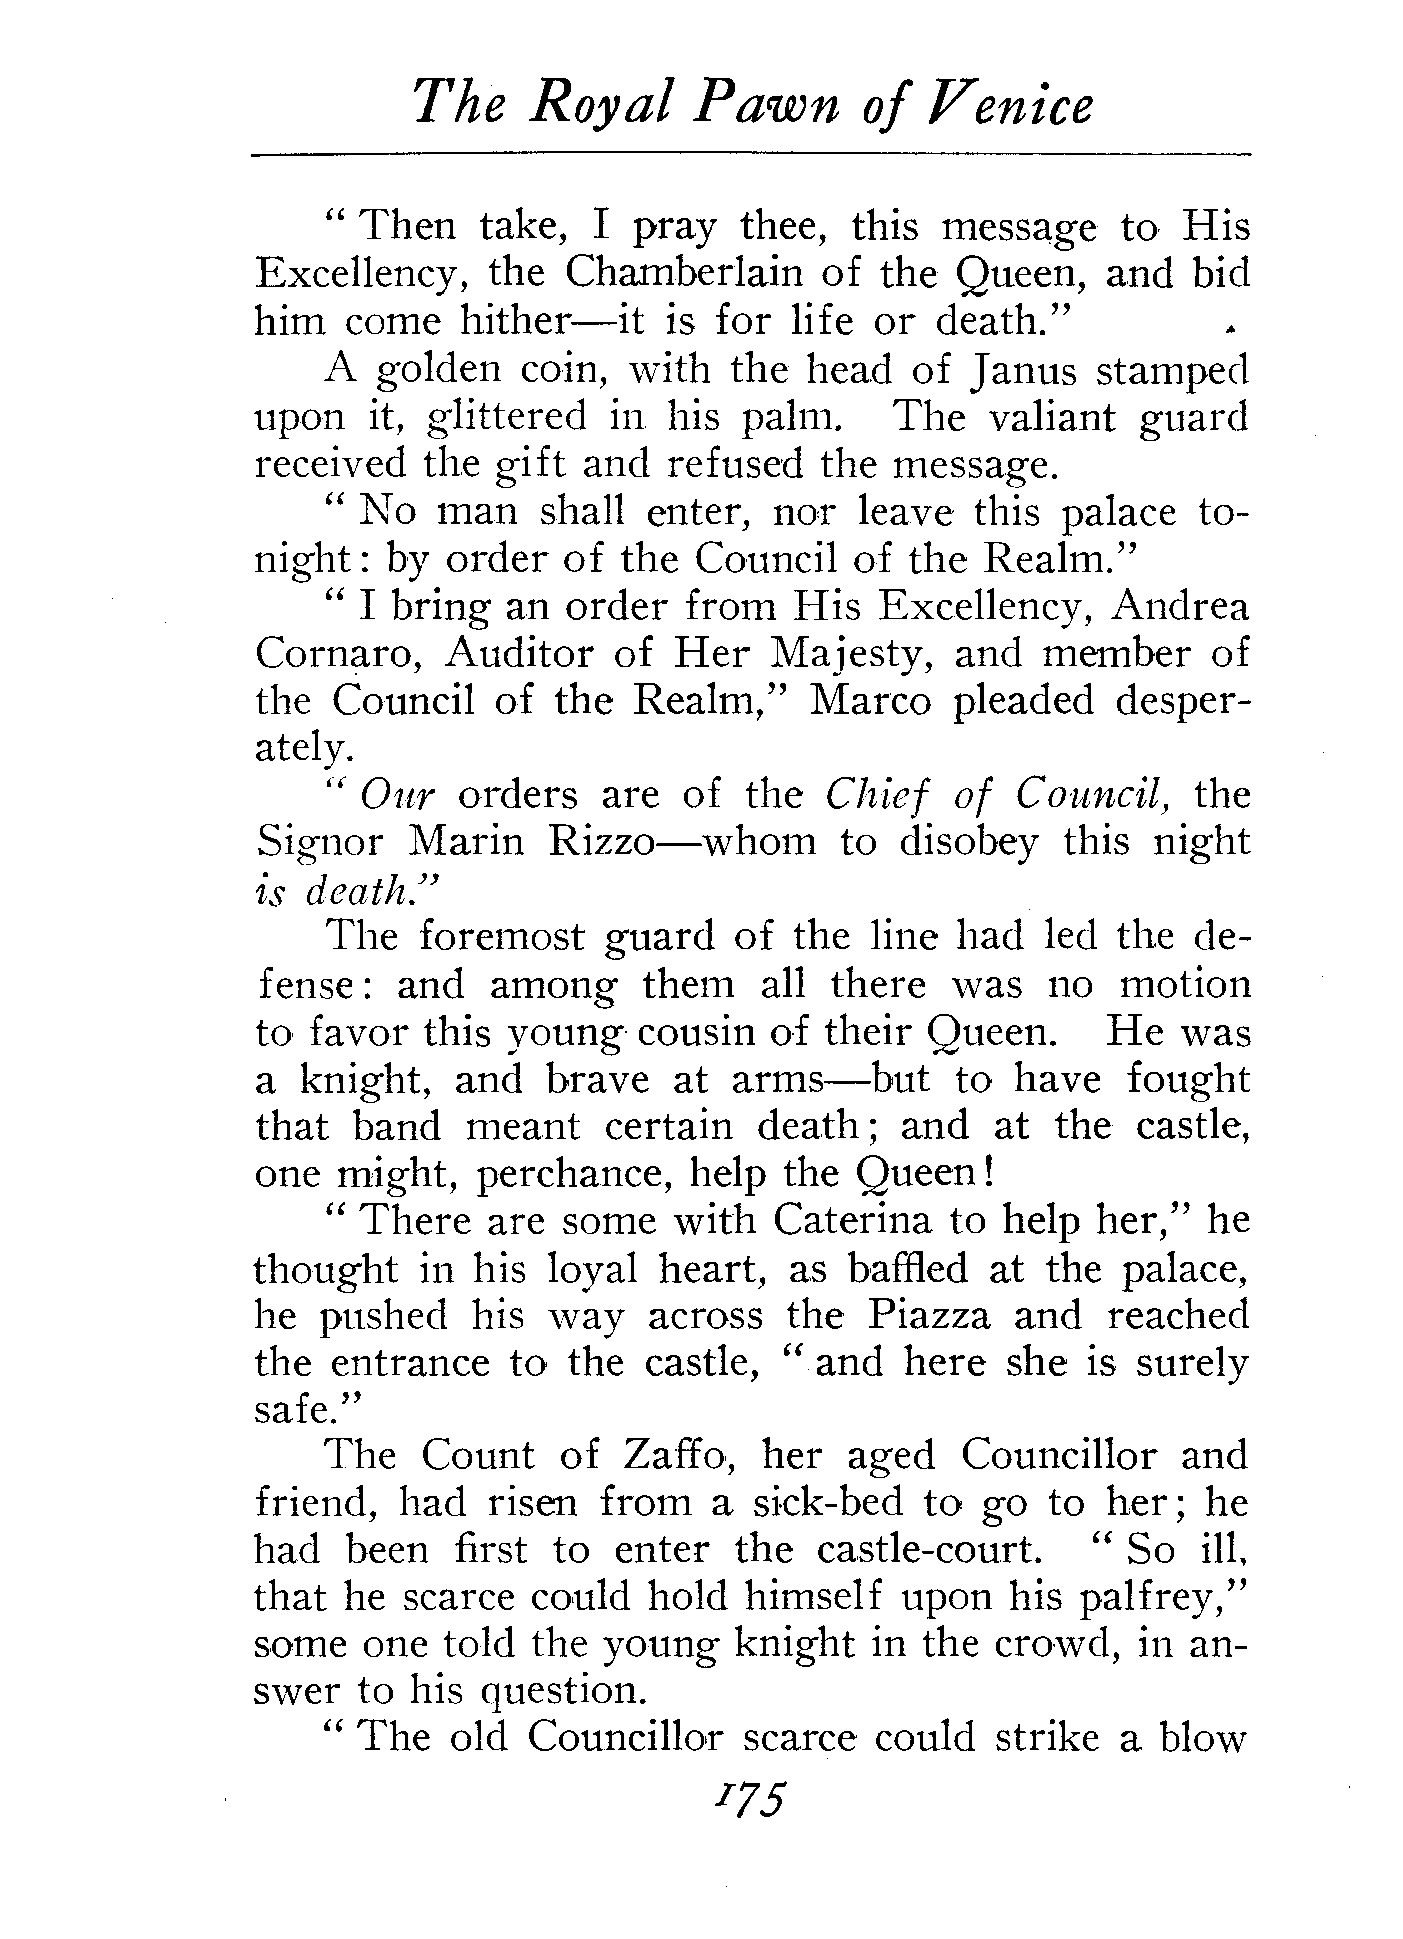 The Royal Pawn of Venice
“ Then take, I pray thee, this message to His
Excellency, the Chamberlain of the Queen, and bid
him come hither—it is for life or death.”
A golden coin, with the head of Janus stamped
upon it, glittered in his palm. The valiant guard
received the gift and refused the message.
“ No man shall enter, nor leave this palace to-
night : by order of the Council of the Realm.”
“ I bring an order from His Excellency, Andrea
Cornaro, Auditor of Her Majesty, and member of
the Council of the Realm,” Marco pleaded desper-
ately.
“ Our orders are of the Chief of Council, the
Signor Marin Rizzo—whom to disobey this night
is death.”
The foremost guard of the line had led the de-
fense : and among them all there was no motion
to favor this young cousin of their Queen. He was
a knight, and brave at arms—but to have fought
that band meant certain death ; and at the castle,
one might, perchance, help the Queen !
“ There are some with Caterina to help her,” he
thought in his loyal heart, as baffled at the palace,
he pushed his way across the Piazza and reached
the entrance to the castle, “ and here she is surely
safe.”
The Count of Zaffo, her aged Councillor and
friend, had risen from a sick-bed to go to her ; he
had been first to enter the castle-court. “ So ill,
that he scarce could hold himself upon his palfrey,”
some one told the young knight in the crowd, in an-
swer to his question.
“ The old Councillor scarce could strike a blow
175